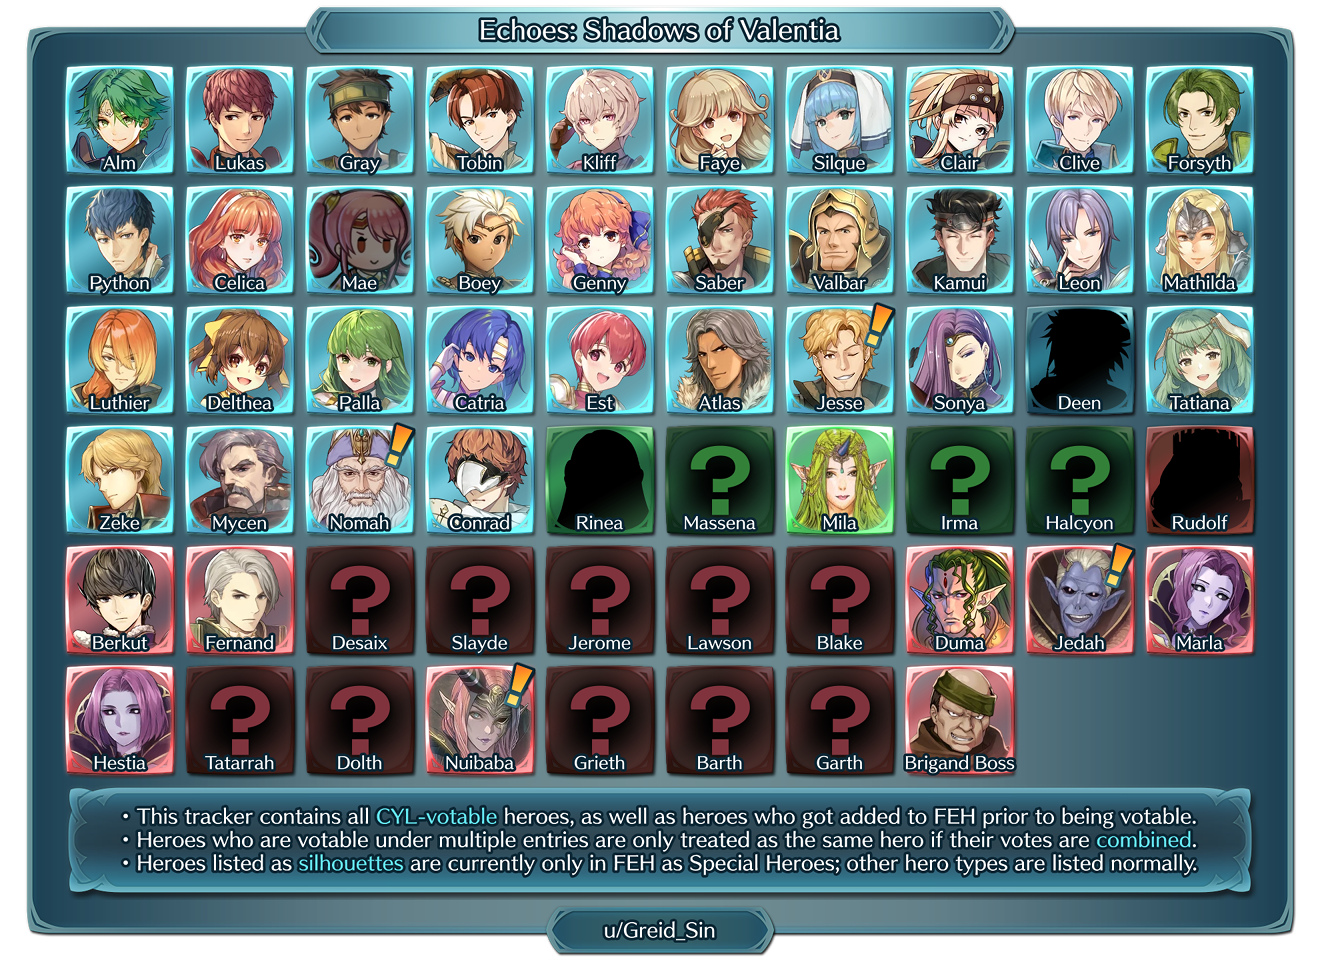 Echoes: Shadows of Valentia
Alm Lukas Gray Tobin Kliff Faye Silque Clair Clive Forsyth
Python Celica Mae Boey Genny Saber Valbar Kamui Leon Mathilda
! Luthier Delthea Palla Catria Est Atlas Jesse Sonya Deen Tatiana
! ? ? ? Zeke Mycen Nomah Conrad Rinea Massena Mila Irma Halcyon Rudolf
? ? ? ? ? ! Berkut Fernand Desaix Slayde Jerome Lawson Blake Duma Jedah Marla
? ? ! ? ? ? Hestia Tatarrah Dolth Nuibaba Grieth Barth Garth Brigand Boss
• This tracker contains all CYL-votable heroes, as well as heroes who got added to FEH prior to being votable.
• Heroes who are votable under multiple entries are only treated as the same hero if their votes are combined.
• Heroes listed as silhouettes are currently only in FEH as Special Heroes; other hero types are listed normally.
u/Greid_Sin